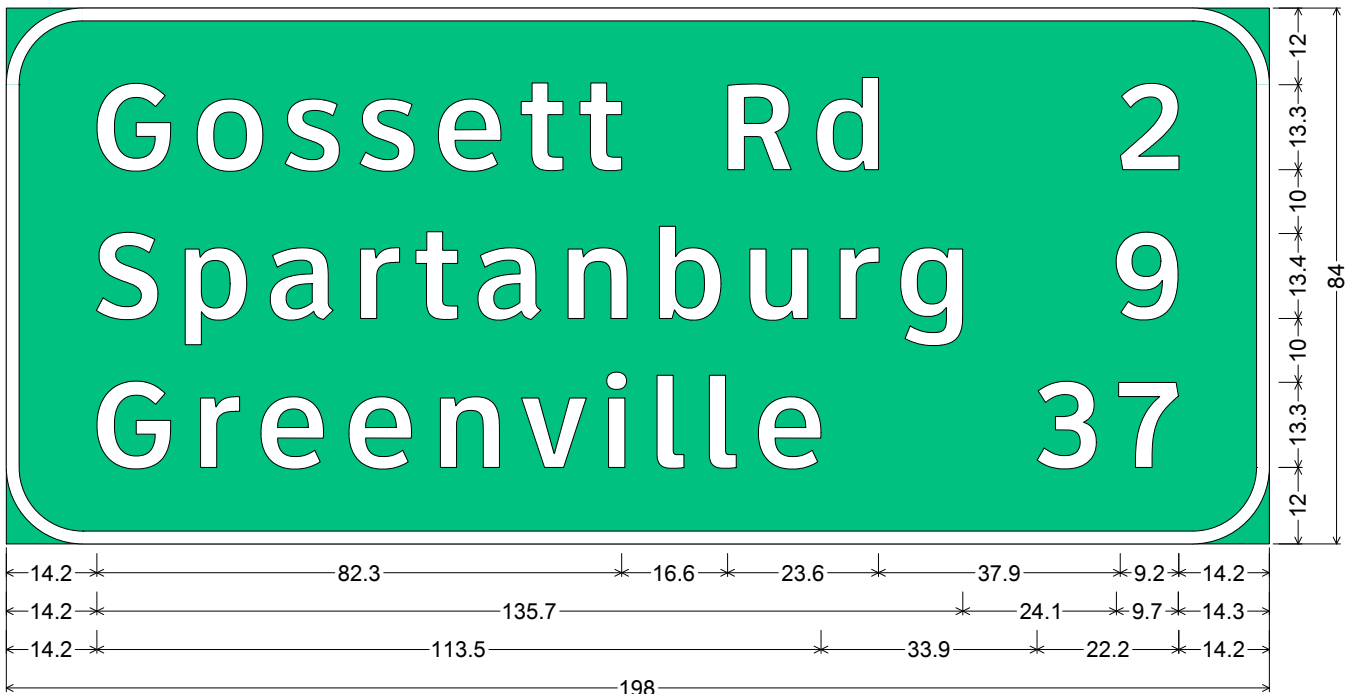 Gossett Rd 2
Spartanburg 9
Greenville 37
12
13.3
10
13.4
10
13.3
12
84
14.2 82.3 16.6 23.6 37.9 9.2 14.2
14.2 135.7 24.1 9.7 14.3
14.2 113.5 33.9 22.2 14.2
198